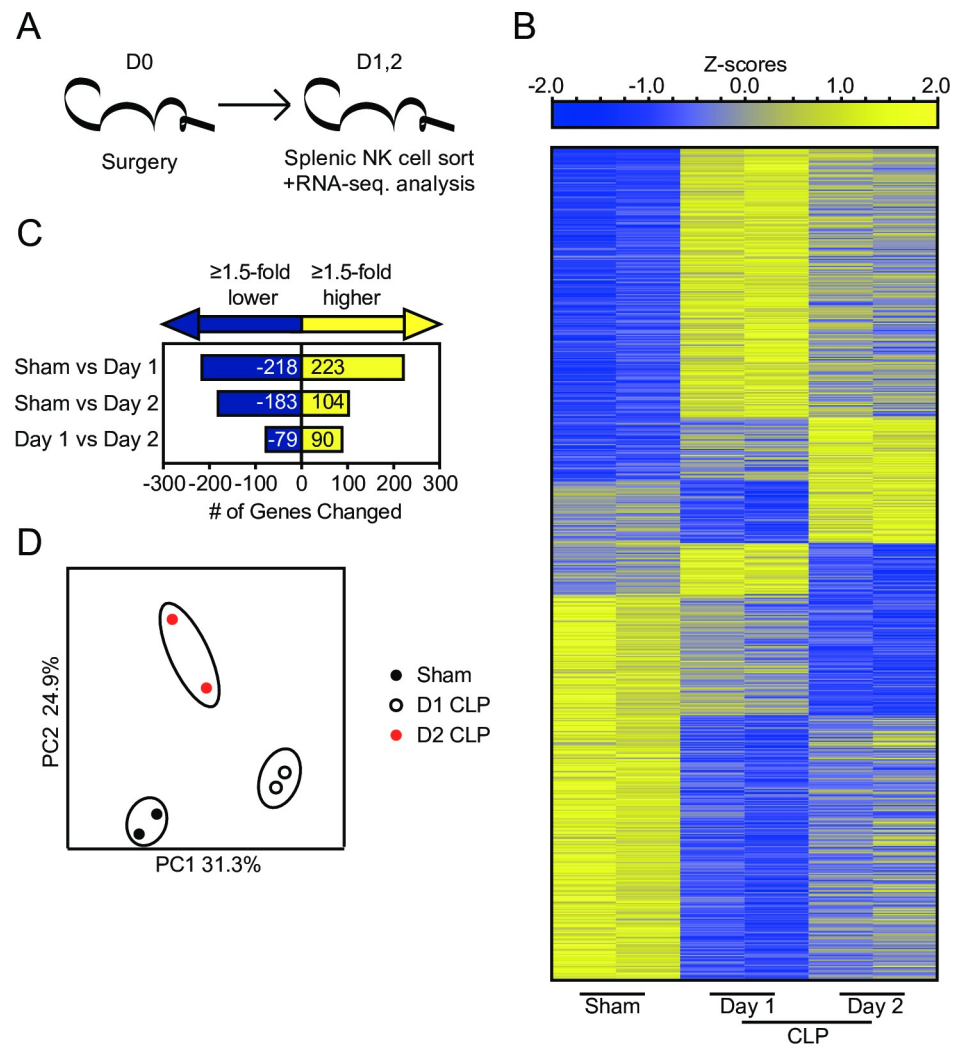 A
D0
D1,2
Surgery
Splenic NK cell sort
+RNA-seq. analysis
B
Z-scores
-2.0 -1.0 0.0 1.0 2.0
Sham Day 1 Day 2
CLP
C
≥1.5-fold lower
≥1.5-fold higher
Sham vs Day 1 -218 223
Sham vs Day 2 -183 104
Day 1 vs Day 2 -79 90
-300 -200 -100 0 100 200 300
# of Genes Changed
D
PC2 24.9%
PC1 31.3%
Sham
D1 CLP
D2 CLP